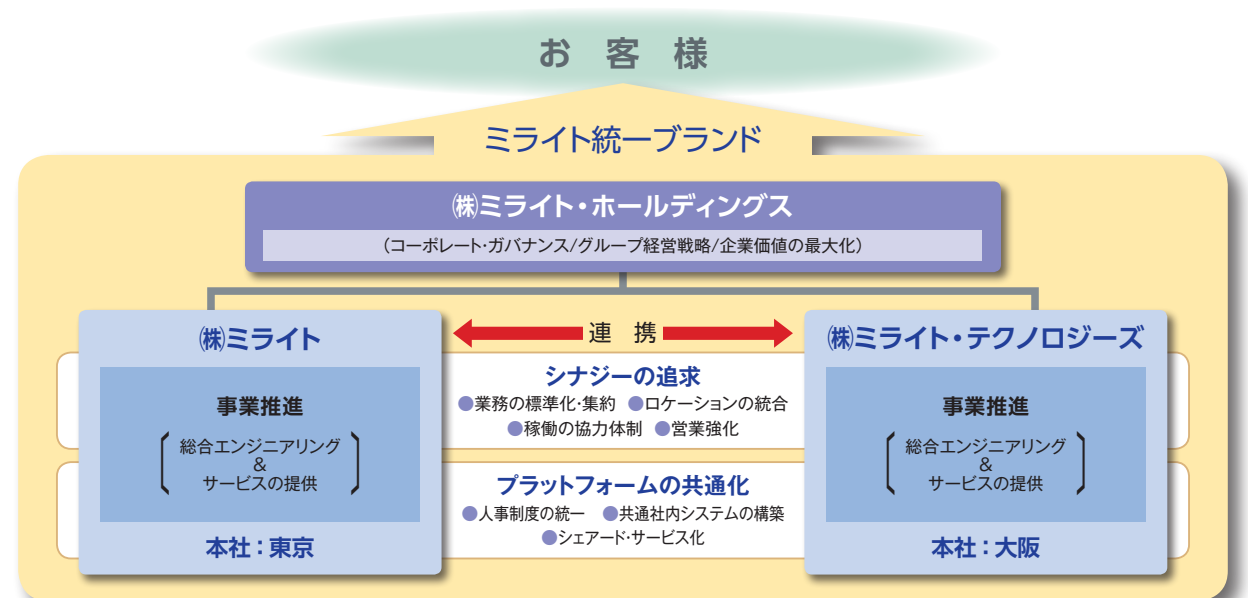 お 客 様
ミライト統一ブランド
㈱ミライト・ホールディングス
(コーポレート・ガバナンス/グループ経営戦略/企業価値の最大化)
㈱ミライト
事業推進
総合エンジニアリング
&
サービスの提供
本社：東京
連 携
シナジーの追求
●業務の標準化・集約 ●ロケーションの統合
●稼働の協力体制 ●営業強化
プラットフォームの共通化
●人事制度の統一 ●共通社内システムの構築
●シェアード・サービス化
㈱ミライト・テクノロジーズ
事業推進
総合エンジニアリング
&
サービスの提供
本社：大阪